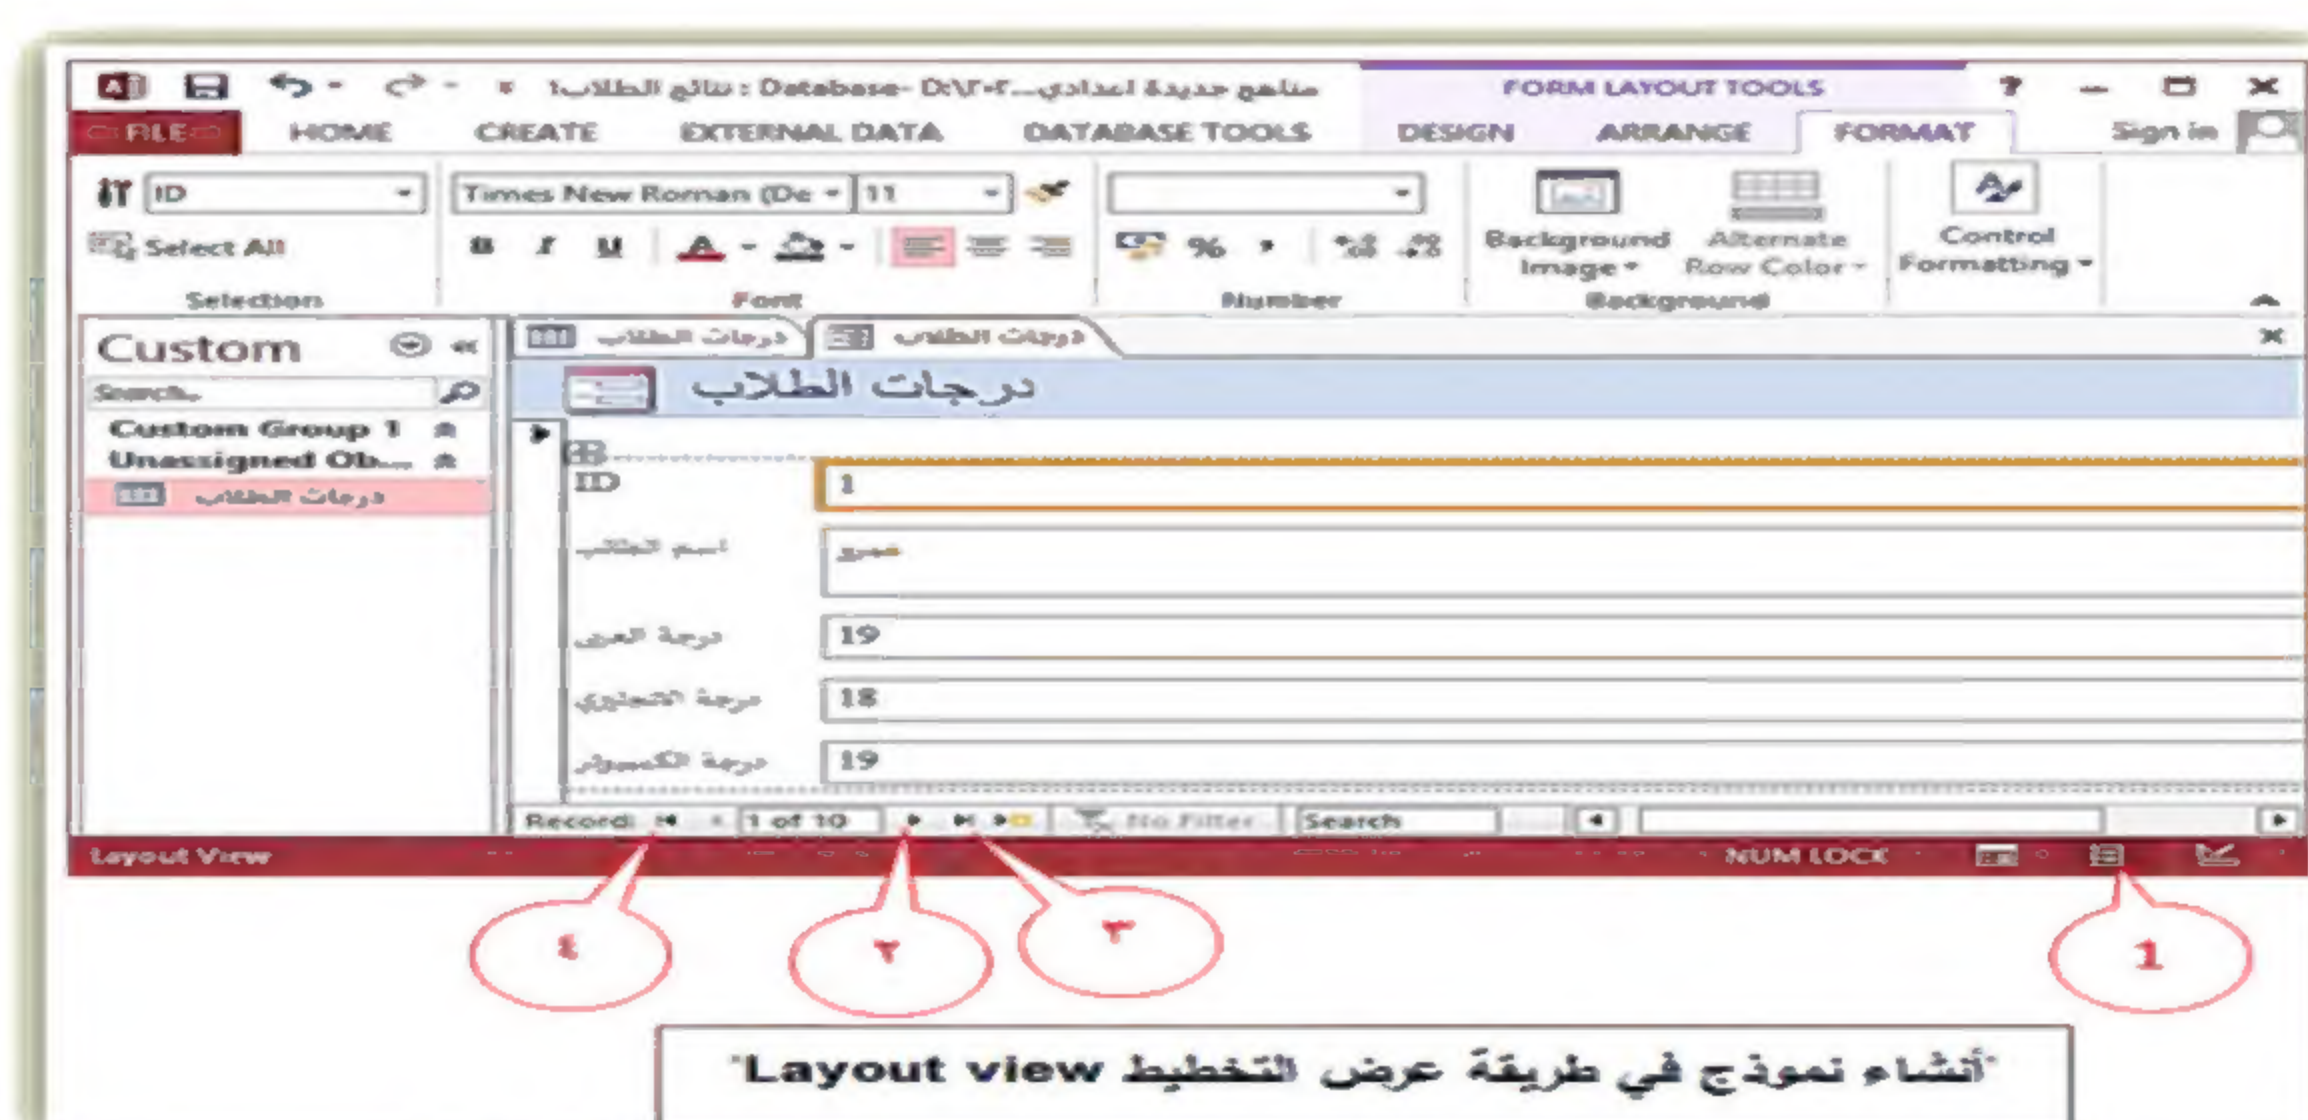 نتائج الطلاب1 : Database- D:\٢٠٢...مناهج جديدة اعدادي
FORM LAYOUT TOOLS
?
FILE HOME CREATE EXTERNAL DATA DATABASE TOOLS DESIGN ARRANGE FORMAT Sign in
ID
Times New Roman (De 11
Select All
B I U A % ,
Background Image
Alternate Row Color
Control Formatting
Selection Font Number Background
Custom
درجات الطلاب
درجات الطلاب
Search..
درجات الطلاب
Custom Group 1
Unassigned Ob...
درجات الطلاب
ID 1
اسم الطالب
عمرو
درجة العربي 19
درجة الانجليزي 18
درجة الكمبيوتر 19
Record: 1 of 10 No Filter Search
Layout View NUM LOCK
٤ ٢ ٣ 1
"أنشاء نموذج في طريقة عرض التخطيط Layout view"